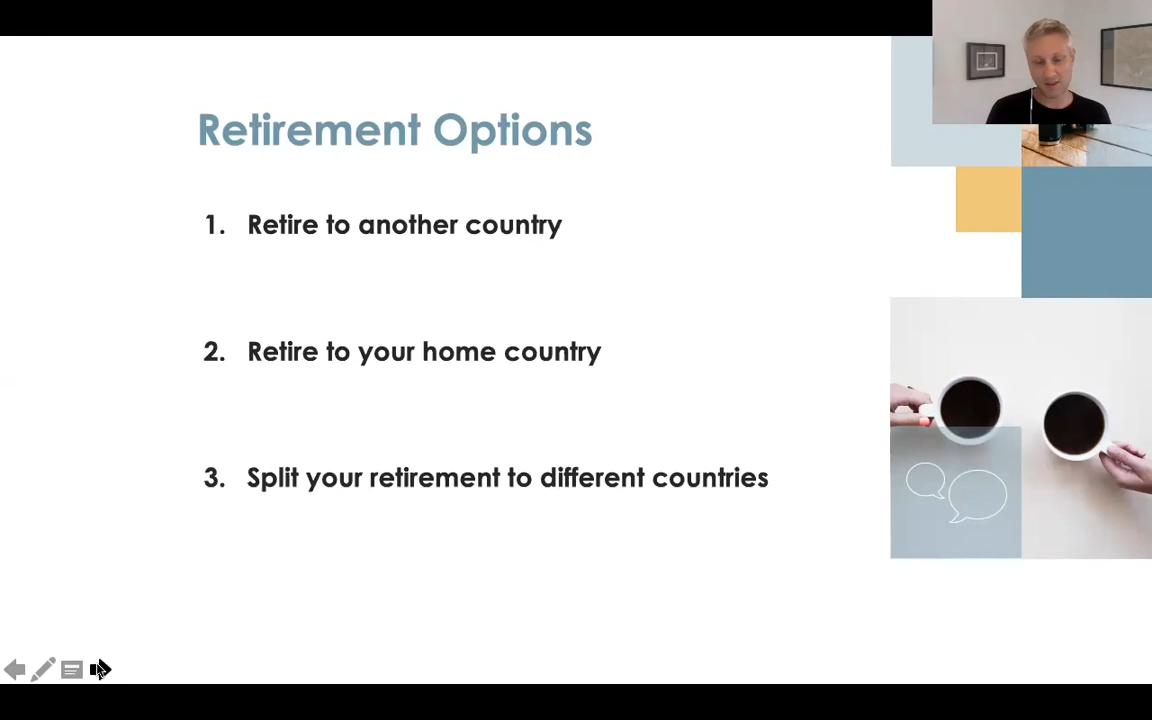 Retirement Options
1. Retire to another country
2. Retire to your home country
3. Split your retirement to different countries